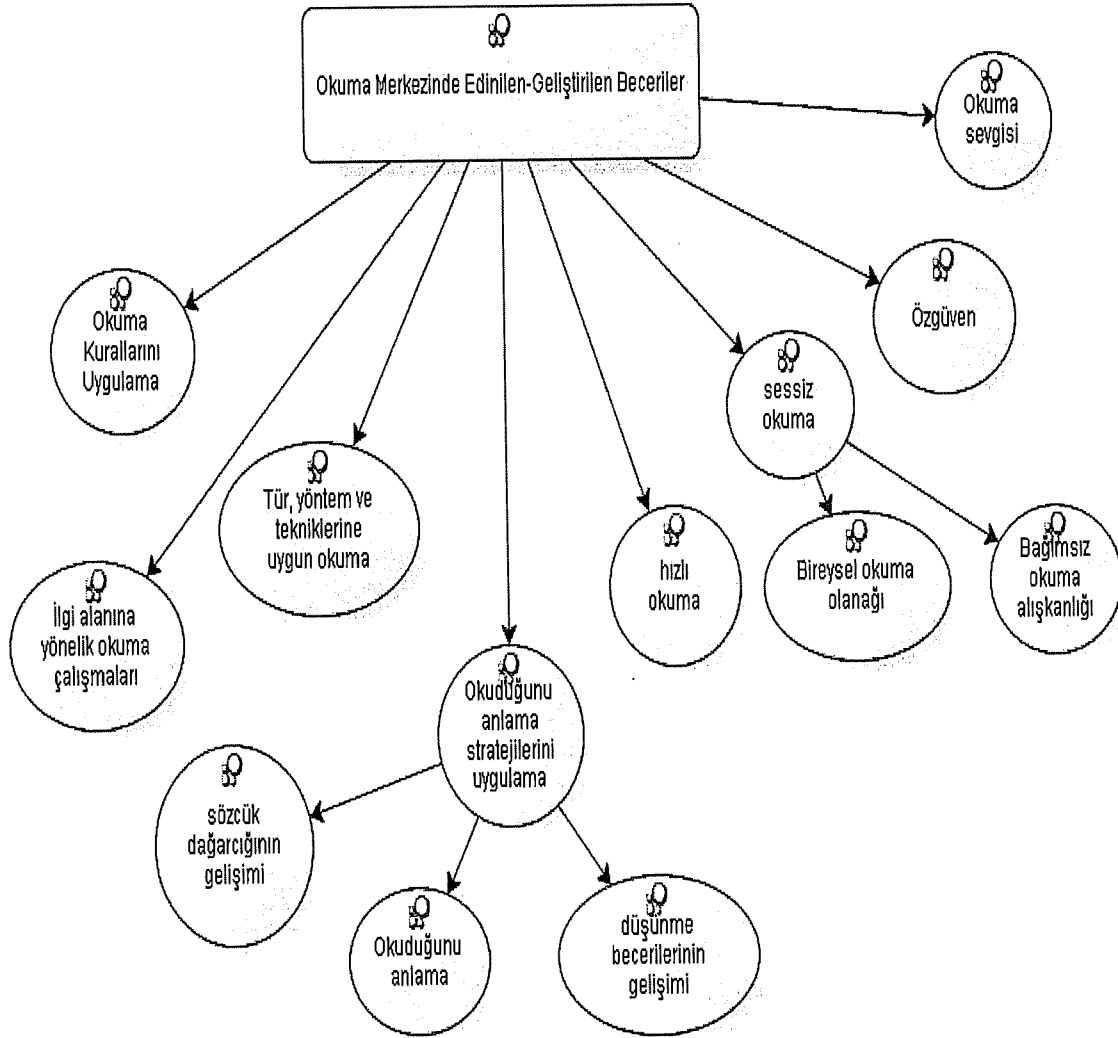 Okuma Merkezinde Edinilen-Geliştirilen Beceriler
Okuma
sevgisi
Okuma
Kurallarını
Uygulama
Özgüven
sessiz
okuma
Tür, yöntem ve
tekniklerine
uygun okuma
hızlı
okuma
Bireysel okuma
olanağı
Bağımsız
okuma
alışkanlığı
İlgi alanına
yönelik okuma
çalışmaları
Okuduğunu
anlama
stratejilerini
uygulama
sözcük
dağarcığının
gelişimi
Okuduğunu
anlama
düşünme
becerilerinin
gelişimi